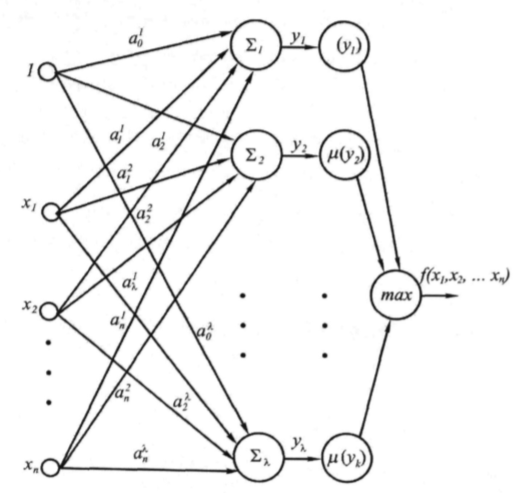 a₀¹ Σ₁ y₁ (y₁)
1
a₁¹ a₂¹
a₁² Σ₂ y₂ μ(y₂)
x₁ a₂²
f(x₁,x₂, ... xₙ)
a_λ¹ max
x₂ aₙ¹
a₀^λ
aₙ² a₂^λ
aₙ^λ Σ_λ y_λ μ(y_k)
xₙ